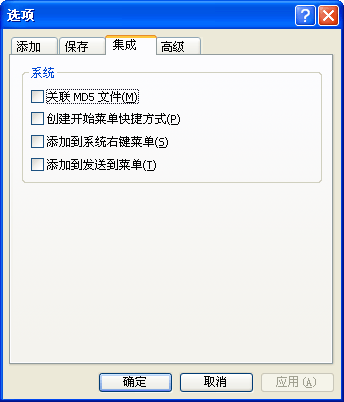 选项
添加 保存 集成 高级
系统
关联 MD5 文件(M)
创建开始菜单快捷方式(P)
添加到系统右键菜单(S)
添加到发送到菜单(T)
确定 取消 应用(A)